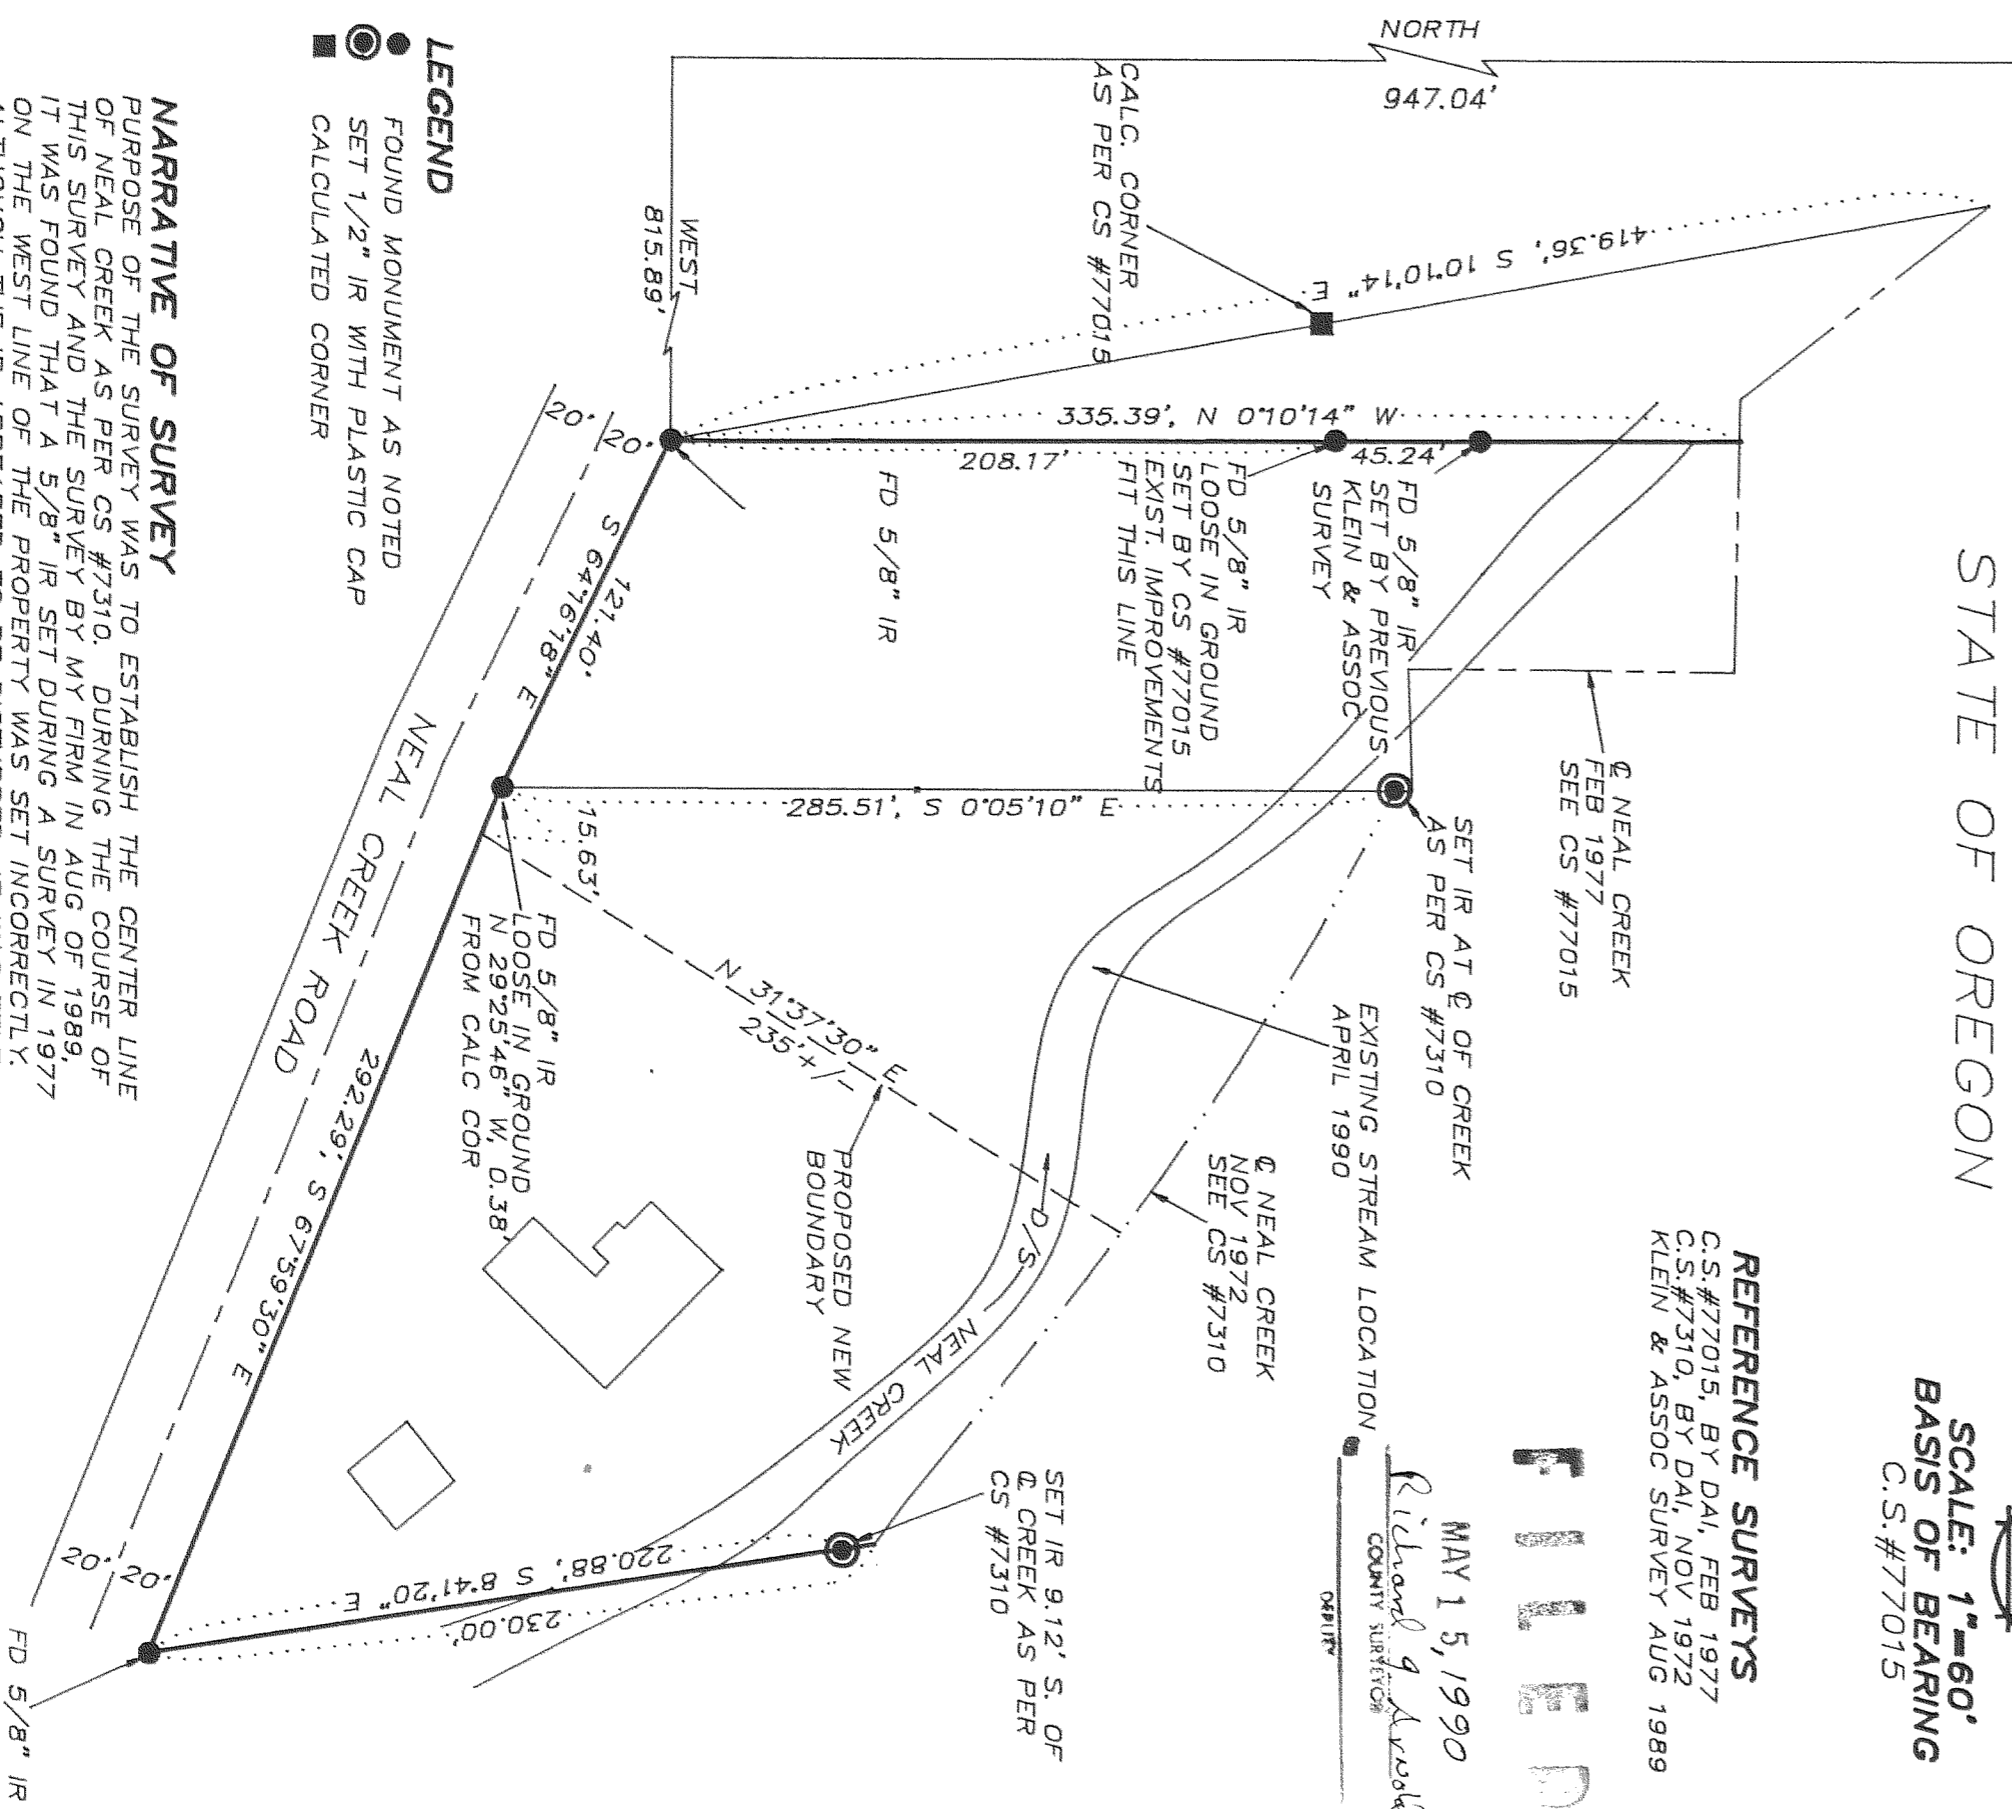 STATE OF OREGON
SCALE: 1"=60'
BASIS OF BEARING
C.S.#77015
REFERENCE SURVEYS
C.S.#77015, BY DAI, FEB 1977
C.S.#7310, BY DAI, NOV 1972
KLEIN & ASSOC SURVEY AUG 1989
FILED
MAY 15, 1990
Richard
COUNTY SURVEYOR
DEPUTY
NORTH
947.04'
CALC. CORNER
AS PER CS #77015
419.36', S 10°10'14" E
WEST
815.89'
335.39', N 0°10'14" W
208.17'
45.24'
FD 5/8" IR
SET BY PREVIOUS
KLEIN & ASSOC
SURVEY
FD 5/8" IR
LOOSE IN GROUND
SET BY CS #77015
EXIST. IMPROVEMENTS
FIT THIS LINE
FD 5/8" IR
℄ NEAL CREEK
FEB 1977
SEE CS #77015
SET IR AT ℄ OF CREEK
AS PER CS #7310
285.51', S 0°05'10" E
EXISTING STREAM LOCATION
APRIL 1990
℄ NEAL CREEK
NOV 1972
SEE CS #7310
121.40'
S 64°16'18" E
15.63'
N 31°37'30" E
235'+/-
PROPOSED NEW
BOUNDARY
FD 5/8" IR
LOOSE IN GROUND
N 29°25'46" W, 0.38'
FROM CALC COR
D/S
NEAL CREEK
SET IR 9.12' S. OF
℄ CREEK AS PER
CS #7310
220.88', S 8°41'20" E
230.00'
292.29', S 67°59'30" E
NEAL CREEK ROAD
20'
20'
20'
20'
FD 5/8" IR
LEGEND
FOUND MONUMENT AS NOTED
SET 1/2" IR WITH PLASTIC CAP
CALCULATED CORNER
NARRATIVE OF SURVEY
PURPOSE OF THE SURVEY WAS TO ESTABLISH THE CENTER LINE
OF NEAL CREEK AS PER CS #7310. DURNING THE COURSE OF
THIS SURVEY AND THE SURVEY BY MY FIRM IN AUG OF 1989,
IT WAS FOUND THAT A 5/8" IR SET DURING A SURVEY IN 1977
ON THE WEST LINE OF THE PROPERTY WAS SET INCORRECTLY.